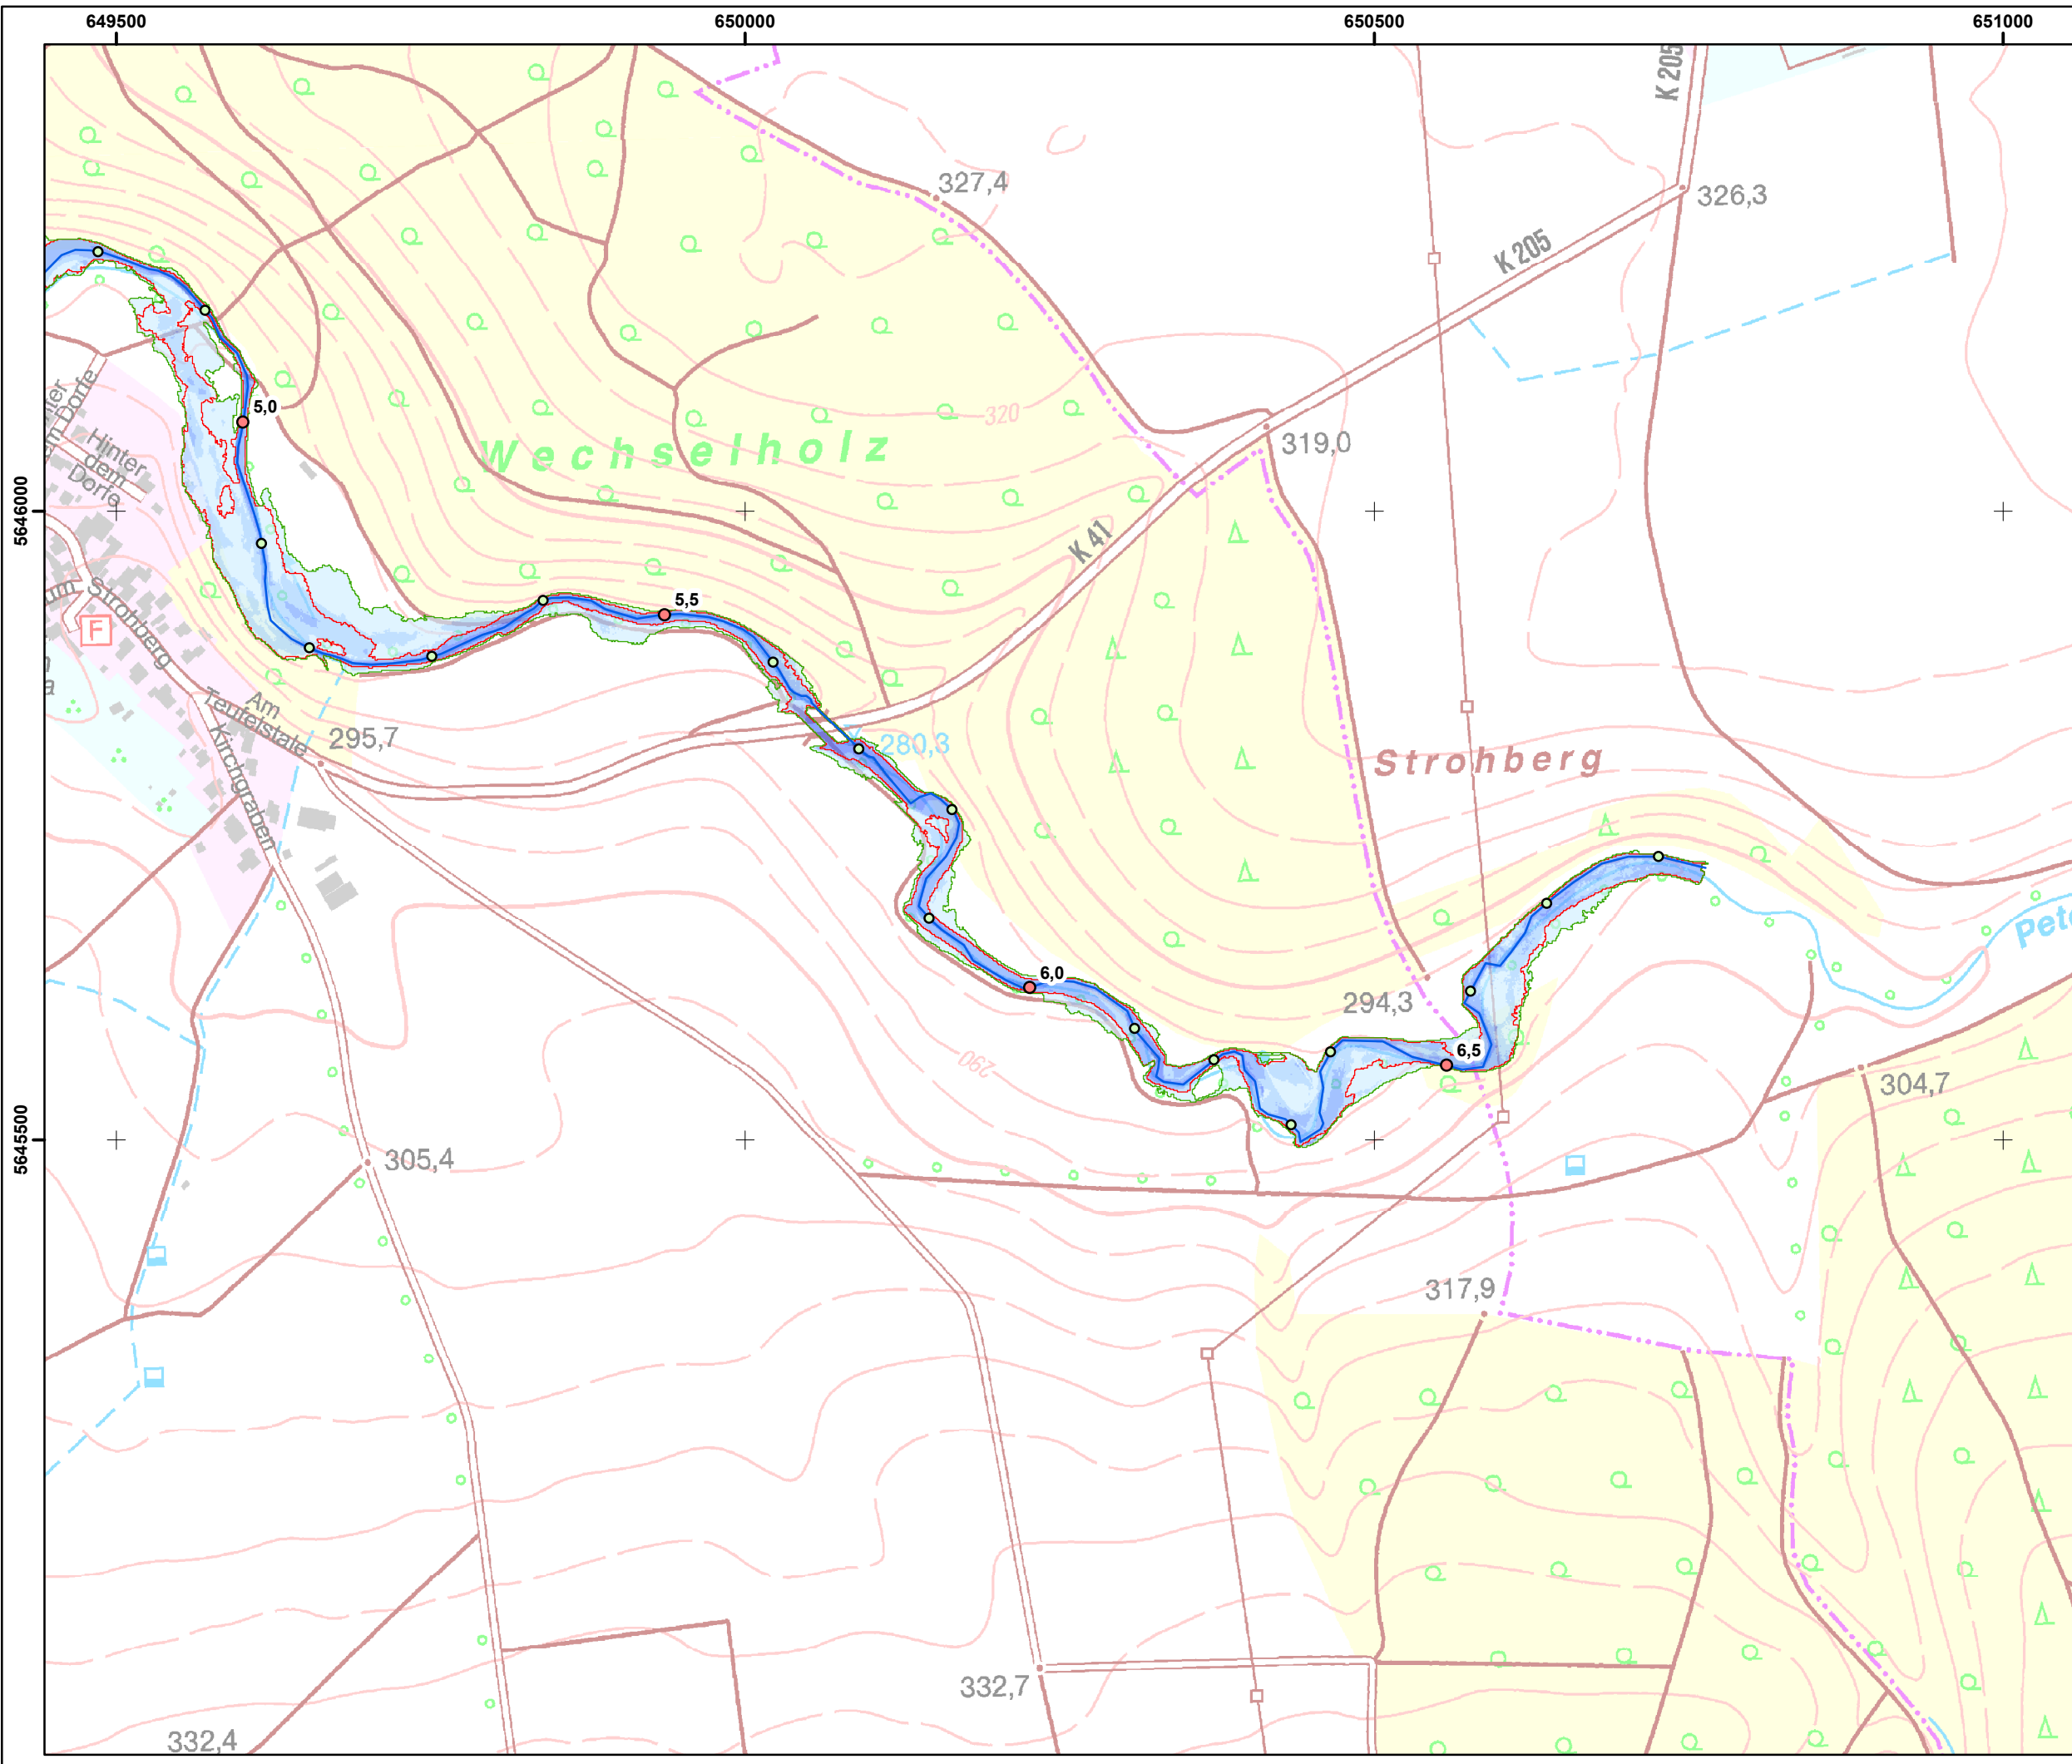 649500
650000
650500
651000
K 205
327,4
326,3
K 205
5,0
320
Wechselholz
319,0
Hinter
dem
Dorfe
am Dorfe
5646000
K 41
5,5
Strohberg
F
Am
Teufelstate
295,7
280,3
Kirchgraben
Strohberg
6,0
294,3
6,5
290
304,7
5645500
305,4
317,9
332,7
332,4